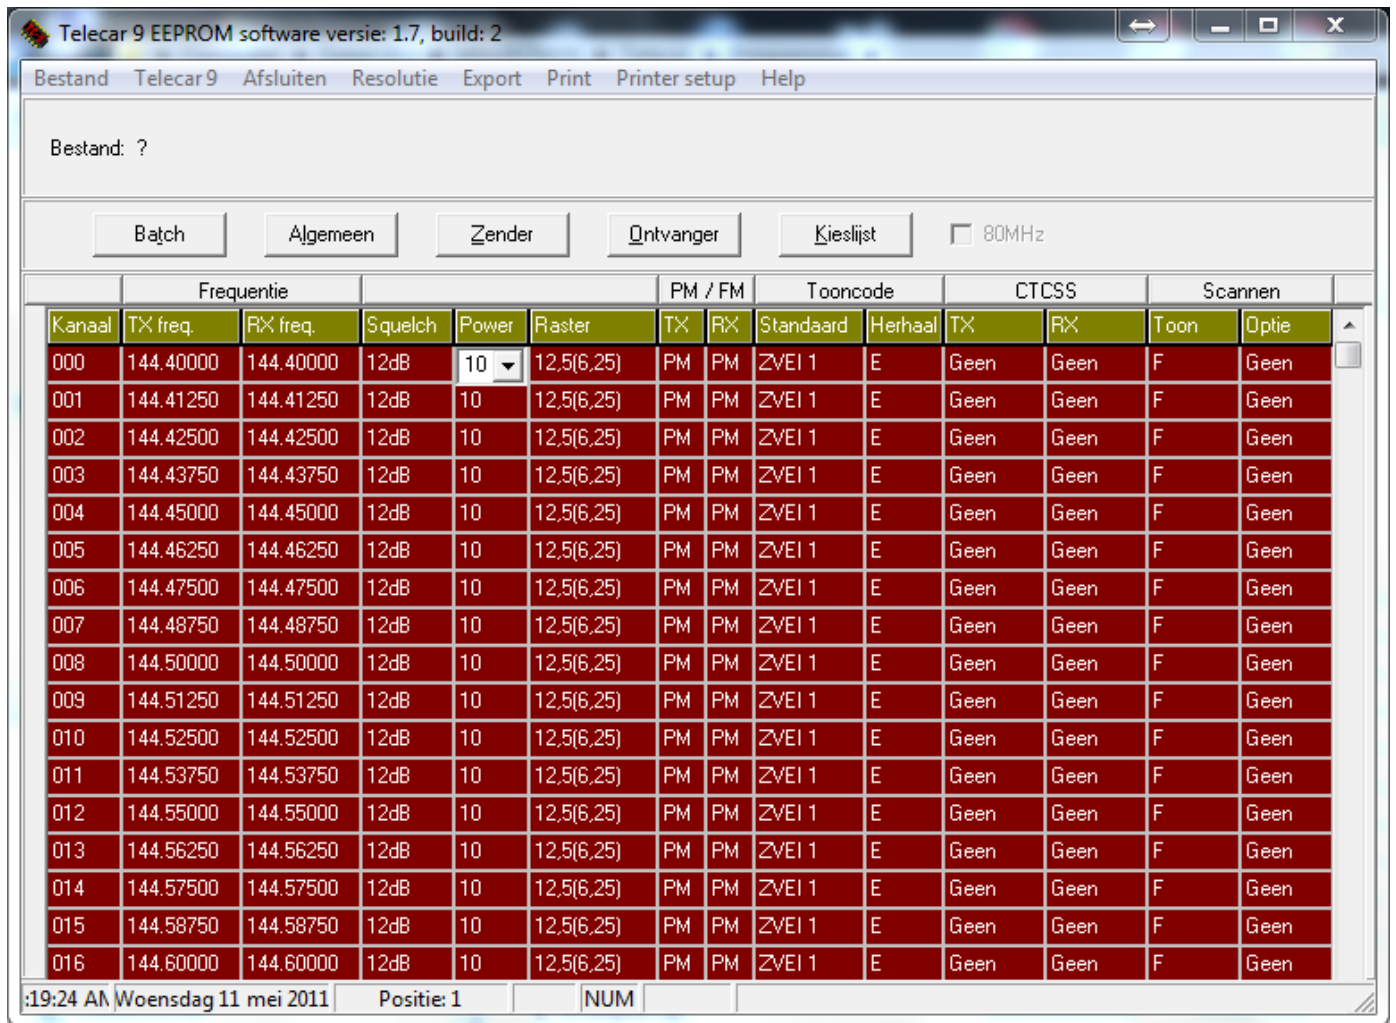 Telecar 9 EEPROM software versie: 1.7, build: 2
Bestand Telecar 9 Afsluiten Resolutie Export Print Printer setup Help
Bestand: ?
Batch Algemeen Zender Ontvanger Kieslijst 80MHz
Frequentie PM / FM Tooncode CTCSS Scannen
Kanaal TX freq. RX freq. Squelch Power Raster TX RX Standaard Herhaal TX RX Toon Optie
000 144.40000 144.40000 12dB 10 12,5(6,25) PM PM ZVEI 1 E Geen Geen F Geen
001 144.41250 144.41250 12dB 10 12,5(6,25) PM PM ZVEI 1 E Geen Geen F Geen
002 144.42500 144.42500 12dB 10 12,5(6,25) PM PM ZVEI 1 E Geen Geen F Geen
003 144.43750 144.43750 12dB 10 12,5(6,25) PM PM ZVEI 1 E Geen Geen F Geen
004 144.45000 144.45000 12dB 10 12,5(6,25) PM PM ZVEI 1 E Geen Geen F Geen
005 144.46250 144.46250 12dB 10 12,5(6,25) PM PM ZVEI 1 E Geen Geen F Geen
006 144.47500 144.47500 12dB 10 12,5(6,25) PM PM ZVEI 1 E Geen Geen F Geen
007 144.48750 144.48750 12dB 10 12,5(6,25) PM PM ZVEI 1 E Geen Geen F Geen
008 144.50000 144.50000 12dB 10 12,5(6,25) PM PM ZVEI 1 E Geen Geen F Geen
009 144.51250 144.51250 12dB 10 12,5(6,25) PM PM ZVEI 1 E Geen Geen F Geen
010 144.52500 144.52500 12dB 10 12,5(6,25) PM PM ZVEI 1 E Geen Geen F Geen
011 144.53750 144.53750 12dB 10 12,5(6,25) PM PM ZVEI 1 E Geen Geen F Geen
012 144.55000 144.55000 12dB 10 12,5(6,25) PM PM ZVEI 1 E Geen Geen F Geen
013 144.56250 144.56250 12dB 10 12,5(6,25) PM PM ZVEI 1 E Geen Geen F Geen
014 144.57500 144.57500 12dB 10 12,5(6,25) PM PM ZVEI 1 E Geen Geen F Geen
015 144.58750 144.58750 12dB 10 12,5(6,25) PM PM ZVEI 1 E Geen Geen F Geen
016 144.60000 144.60000 12dB 10 12,5(6,25) PM PM ZVEI 1 E Geen Geen F Geen
:19:24 AM Woensdag 11 mei 2011 Positie: 1 NUM